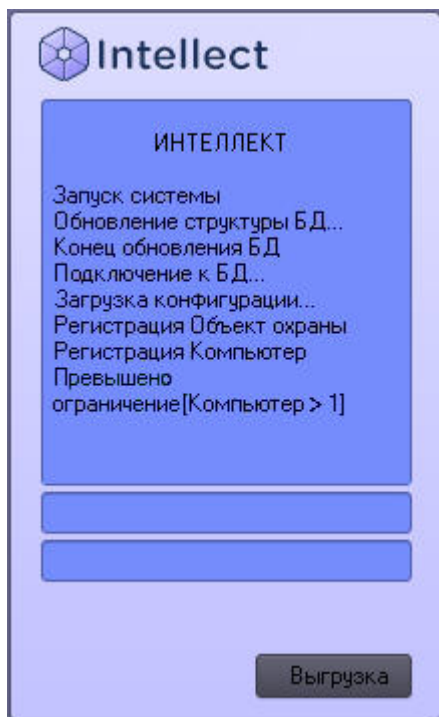 Intellect
ИНТЕЛЛЕКТ
Запуск системы
Обновление структуры БД...
Конец обновления БД
Подключение к БД...
Загрузка конфигурации...
Регистрация Объект охраны
Регистрация Компьютер
Превышено
ограничение[Компьютер > 1]
Выгрузка